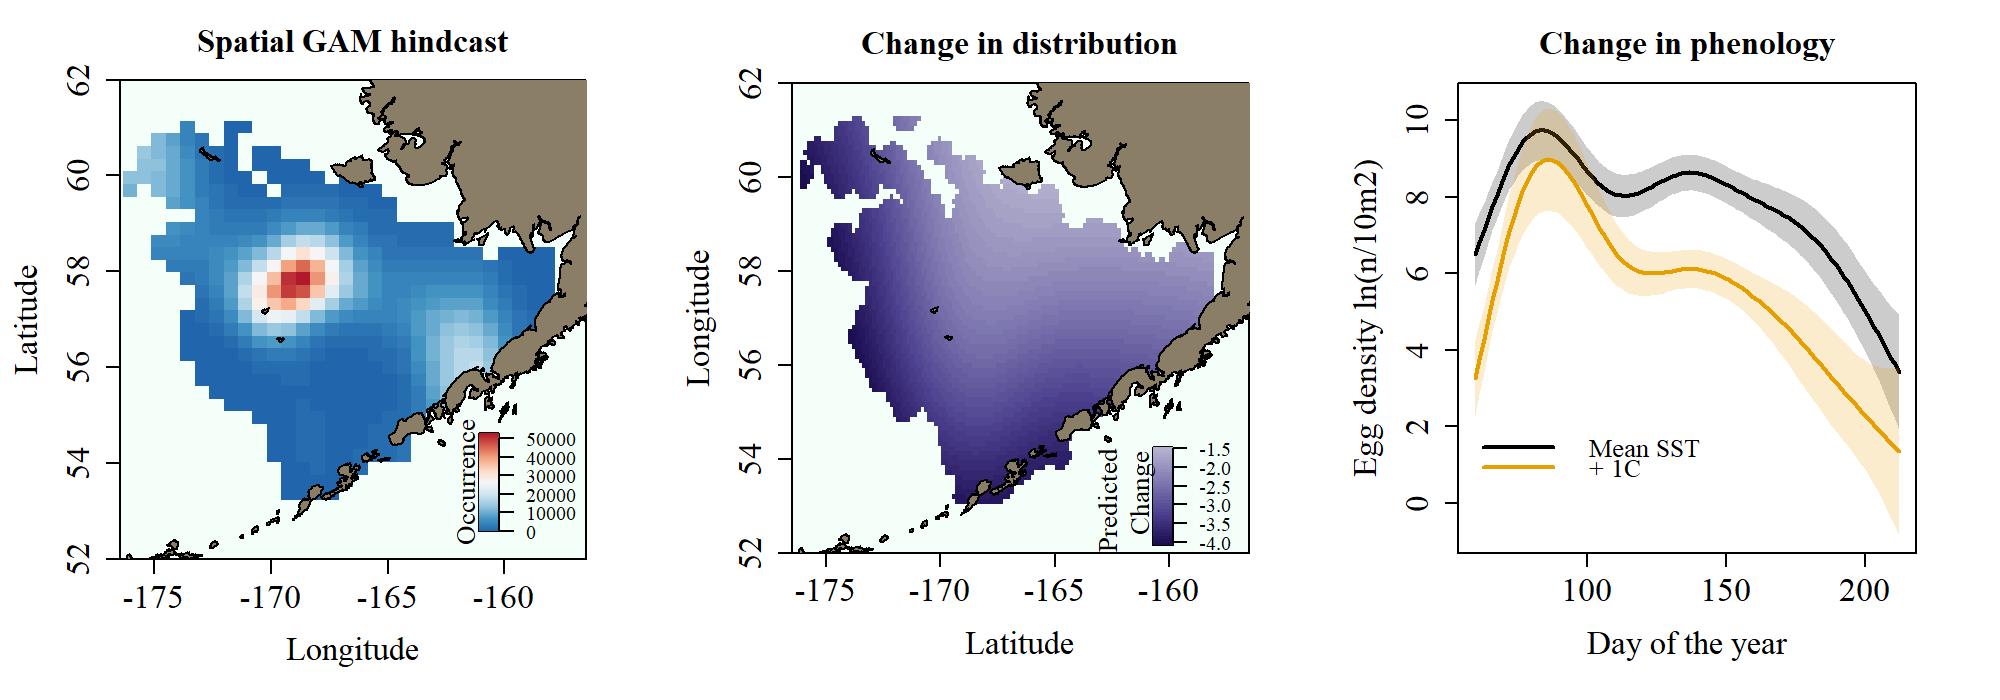 Spatial GAM hindcast
Latitude
62
60
58
56
54
52
-175
-170
-165
-160
Longitude
Occurrence
50000
40000
30000
20000
10000
0
Change in distribution
Longitude
62
60
58
56
54
52
-175
-170
-165
-160
Latitude
Predicted
Change
-1.5
-2.0
-2.5
-3.0
-3.5
-4.0
Change in phenology
Egg density ln(n/10m2)
10
8
6
4
2
0
Mean SST
+ 1C
100
150
200
Day of the year